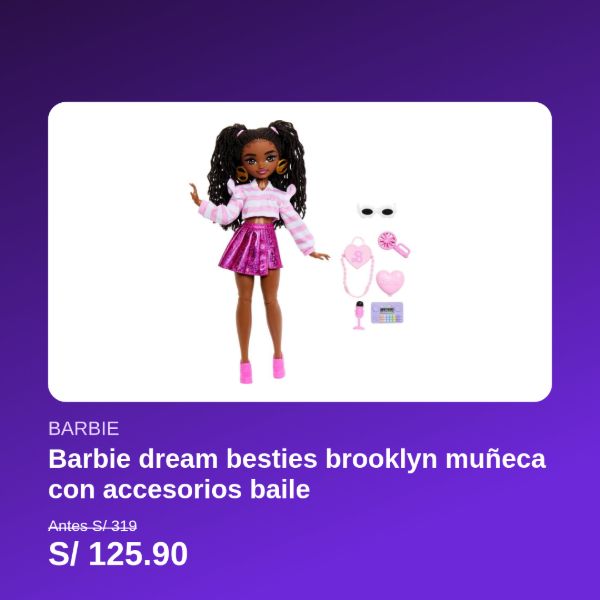 BARBIE
Barbie dream besties brooklyn muñeca
con accesorios baile
Antes S/ 319
S/ 125.90